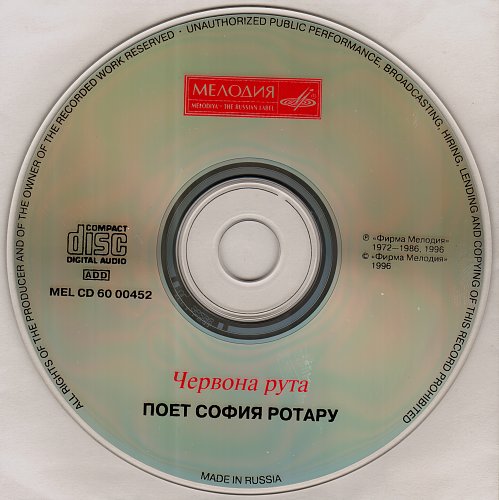 ALL RIGHTS OF THE PRODUCER AND OF THE OWNER OF THE RECORDED WORK RESERVED · UNAUTHORIZED PUBLIC PERFORMANCE, BROADCASTING, HIRING, LENDING AND COPYING OF THIS RECORD PROHIBITED
МЕЛОДИЯ
MELODIYA · THE RUSSIAN LABEL
COMPACT
disc
DIGITAL AUDIO
ADD
MEL CD 60 00452
℗ «Фирма Мелодия»
1972–1986, 1996
© «Фирма Мелодия»
1996
Червона рута
ПОЕТ СОФИЯ РОТАРУ
MADE IN RUSSIA